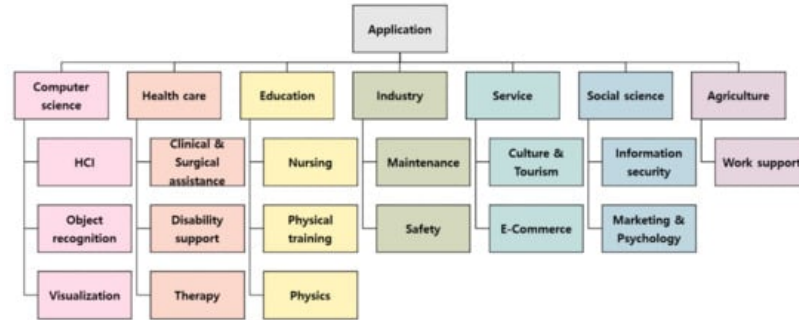 Application
Computer
science
Health care
Education
Industry
Service
Social science
Agriculture
HCI
Clinical &
Surgical
assistance
Nursing
Maintenance
Culture &
Tourism
Information
security
Work support
Object
recognition
Disability
support
Physical
training
Safety
E-Commerce
Marketing &
Psychology
Visualization
Therapy
Physics